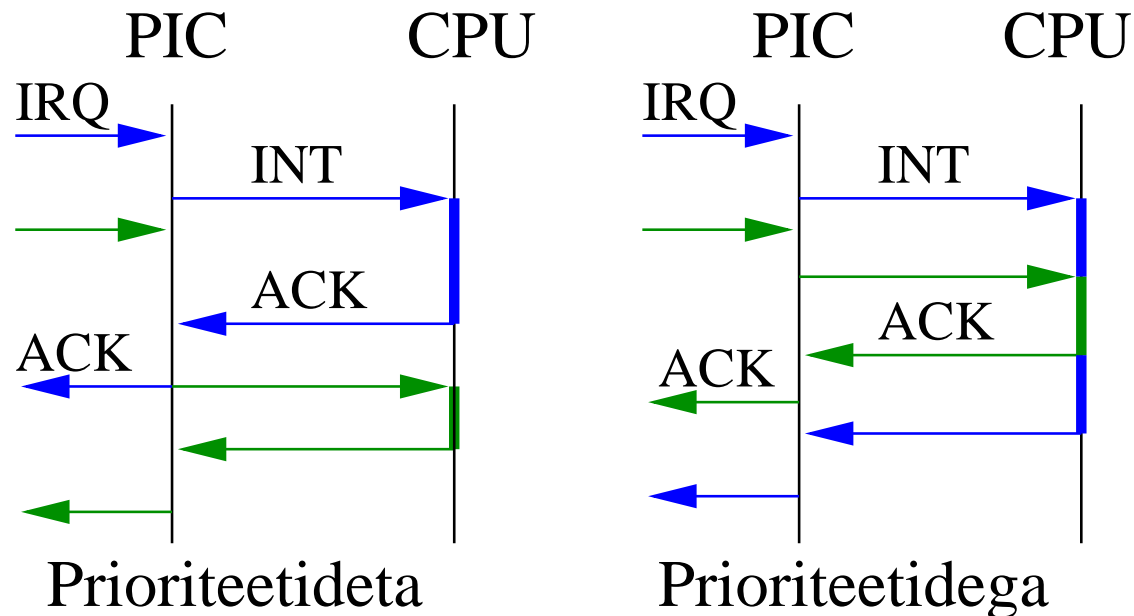 PIC CPU
IRQ
INT
ACK
ACK
Prioriteetideta
PIC CPU
IRQ
INT
ACK
ACK
Prioriteetidega